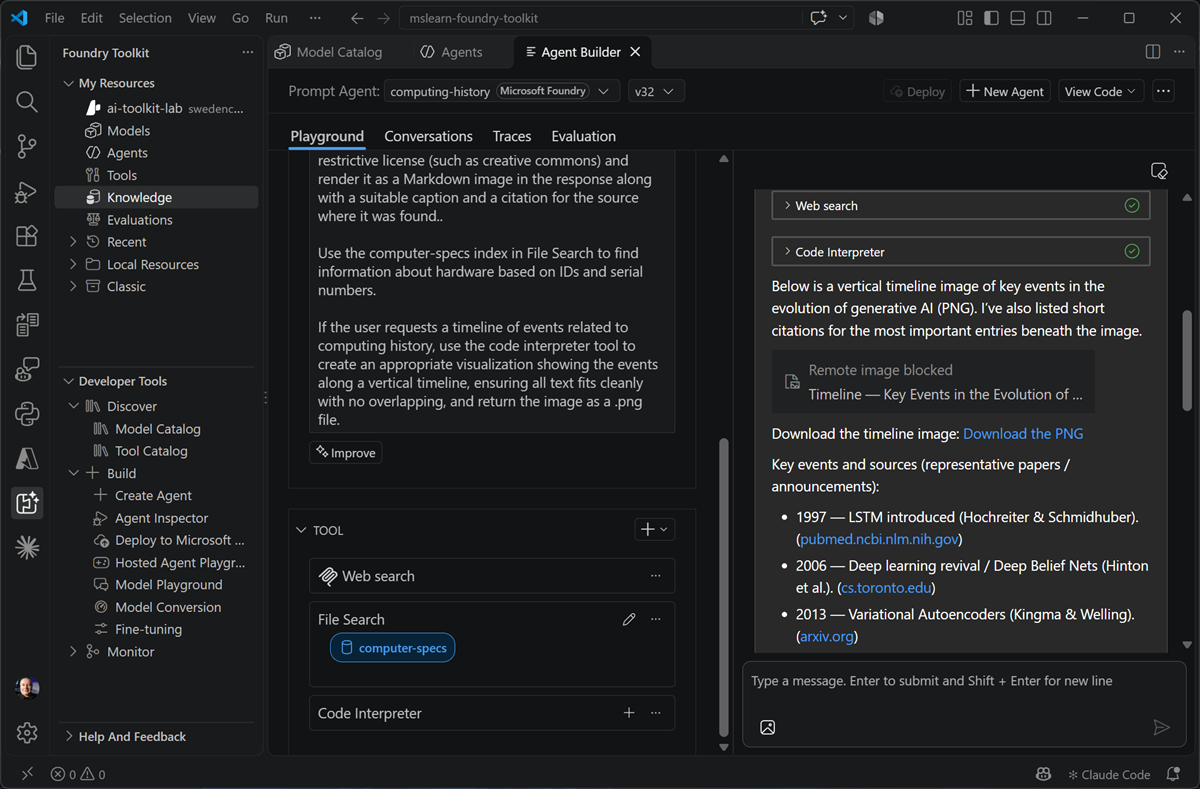 File Edit Selection View Go Run ··· mslearn-foundry-toolkit
Foundry Toolkit ···
My Resources
ai-toolkit-lab swedenc...
Models
Agents
Tools
Knowledge
Evaluations
Recent
Local Resources
Classic
Developer Tools
Discover
Model Catalog
Tool Catalog
Build
Create Agent
Agent Inspector
Deploy to Microsoft ...
Hosted Agent Playgr...
Model Playground
Model Conversion
Fine-tuning
Monitor
Help And Feedback
Model Catalog Agents Agent Builder
Prompt Agent: computing-history Microsoft Foundry v32 Deploy New Agent View Code ···
Playground Conversations Traces Evaluation
restrictive license (such as creative commons) and
render it as a Markdown image in the response along
with a suitable caption and a citation for the source
where it was found..
Use the computer-specs index in File Search to find
information about hardware based on IDs and serial
numbers.
If the user requests a timeline of events related to
computing history, use the code interpreter tool to
create an appropriate visualization showing the events
along a vertical timeline, ensuring all text fits cleanly
with no overlapping, and return the image as a .png
file.
Improve
TOOL
Web search ···
File Search ···
computer-specs
Code Interpreter ···
Web search
Code Interpreter
Below is a vertical timeline image of key events in the
evolution of generative AI (PNG). I've also listed short
citations for the most important entries beneath the image.
Remote image blocked
Timeline — Key Events in the Evolution of ...
Download the timeline image: Download the PNG
Key events and sources (representative papers /
announcements):
• 1997 — LSTM introduced (Hochreiter & Schmidhuber).
(pubmed.ncbi.nlm.nih.gov)
• 2006 — Deep learning revival / Deep Belief Nets (Hinton
et al.). (cs.toronto.edu)
• 2013 — Variational Autoencoders (Kingma & Welling).
(arxiv.org)
Type a message. Enter to submit and Shift + Enter for new line
0 0 Claude Code